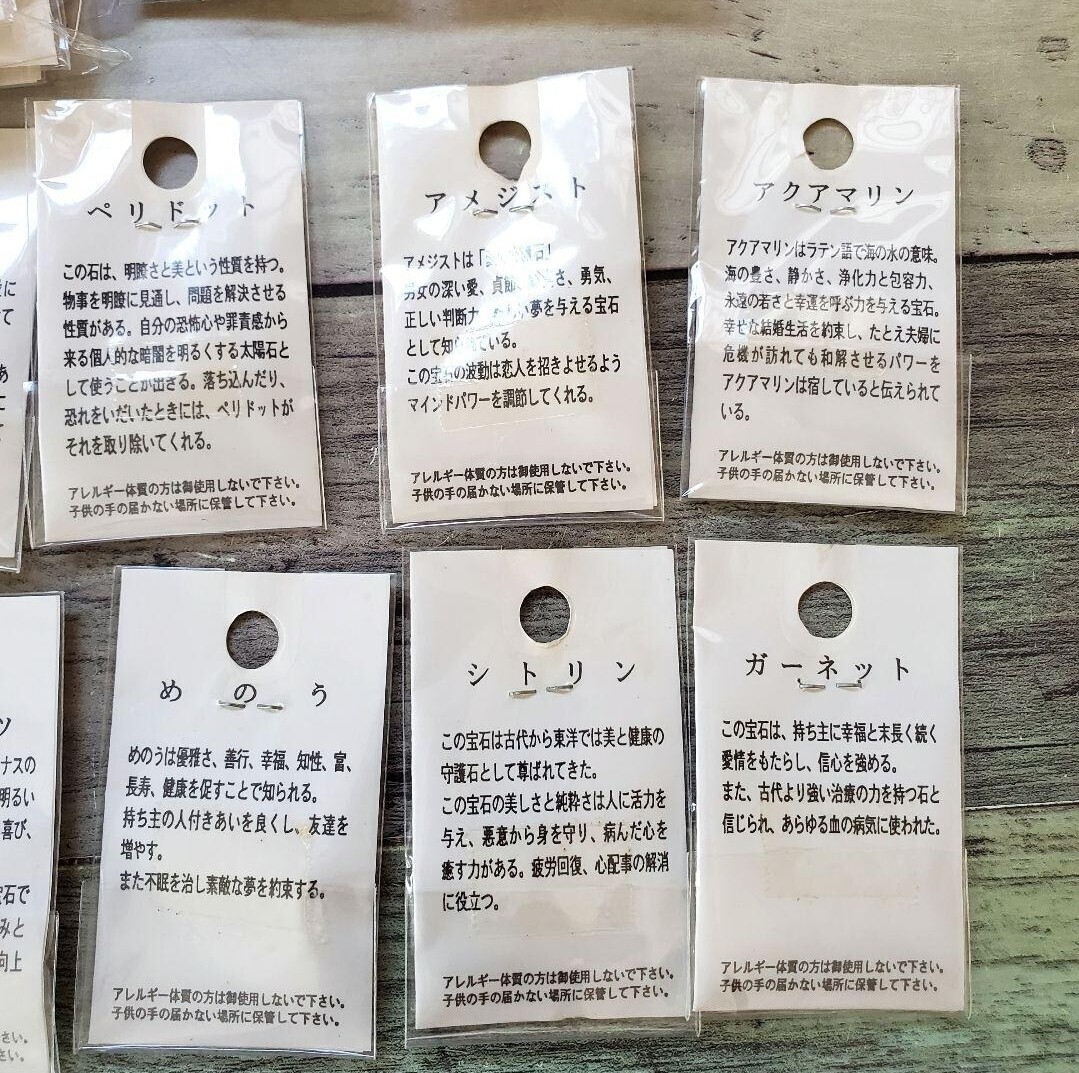 ペリドット
この石は、明瞭さと美という性質を持つ。
物事を明瞭に見通し、問題を解決させる
性質がある。自分の恐怖心や罪責感から
来る個人的な暗闇を明るくする太陽石と
して使うことが出きる。落ち込んだり、
恐れをいだいたときには、ペリドットが
それを取り除いてくれる。
アレルギー体質の方は御使用しないで下さい。
子供の手の届かない場所に保管して下さい。
アメジスト
アメジストは「
男女の深い愛、貞節、さ、勇気、
正しい判断力、夢を与える宝石
として知られている。
この宝石の波動は恋人を招きよせるよう
マインドパワーを調節してくれる。
アレルギー体質の方は御使用しないで下さい。
子供の手の届かない場所に保管して下さい。
アクアマリン
アクアマリンはラテン語で海の水の意味。
海の豊さ、静かさ、浄化力と包容力、
永遠の若さと幸運を呼ぶ力を与える宝石。
幸せな結婚生活を約束し、たとえ夫婦に
危機が訪れても和解させるパワーを
アクアマリンは宿していると伝えられて
いる。
アレルギー体質の方は御使用しないで下さい。
子供の手の届かない場所に保管して下さい。
めのう
めのうは優雅さ、善行、幸福、知性、富、
長寿、健康を促すことで知られる。
持ち主の人付きあいを良くし、友達を
増やす。
また不眠を治し素敵な夢を約束する。
アレルギー体質の方は御使用しないで下さい。
子供の手の届かない場所に保管して下さい。
シトリン
この宝石は古代から東洋では美と健康の
守護石として尊ばれてきた。
この宝石の美しさと純粋さは人に活力を
与え、悪意から身を守り、病んだ心を
癒す力がある。疲労回復、心配事の解消
に役立つ。
アレルギー体質の方は御使用しないで下さい。
子供の手の届かない場所に保管して下さい。
ガーネット
この宝石は、持ち主に幸福と末長く続く
愛情をもたらし、信心を強める。
また、古代より強い治療の力を持つ石と
信じられ、あらゆる血の病気に使われた。
アレルギー体質の方は御使用しないで下さい。
子供の手の届かない場所に保管して下さい。
ツ
ナスの
明るい
喜び、
石で
みと
向上
さい。
さい。